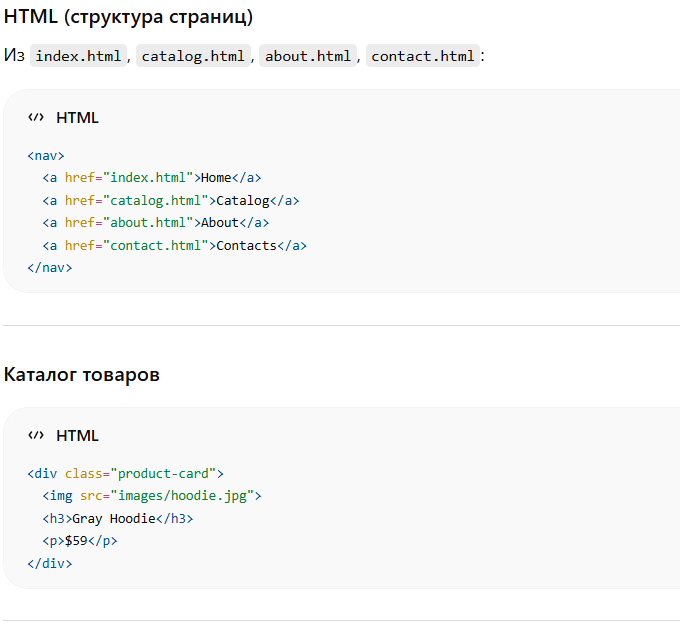 HTML (структура страниц)
Из index.html, catalog.html, about.html, contact.html:
</> HTML
<nav>
  <a href="index.html">Home</a>
  <a href="catalog.html">Catalog</a>
  <a href="about.html">About</a>
  <a href="contact.html">Contacts</a>
</nav>
Каталог товаров
</> HTML
<div class="product-card">
  <img src="images/hoodie.jpg">
  <h3>Gray Hoodie</h3>
  <p>$59</p>
</div>